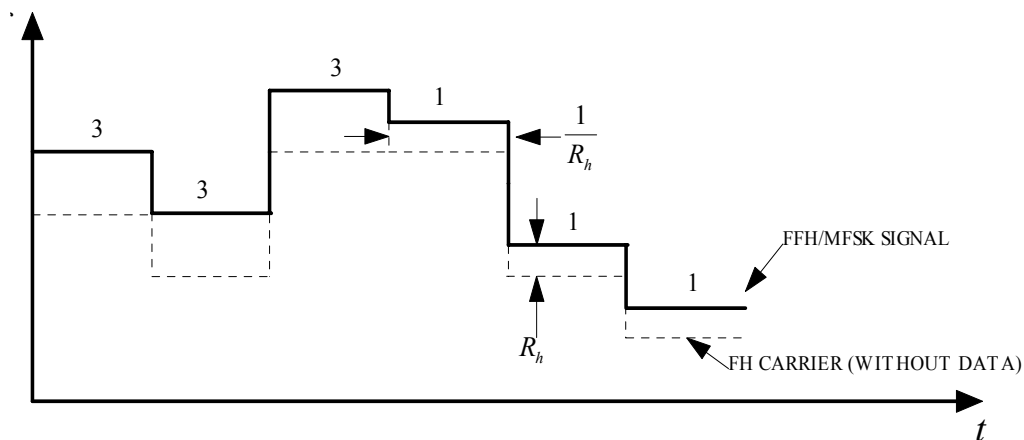 3
3
3
1
1/R_h
1
R_h
1
FFH/MFSK SIGNAL
FH CARRIER (WITHOUT DATA)
t